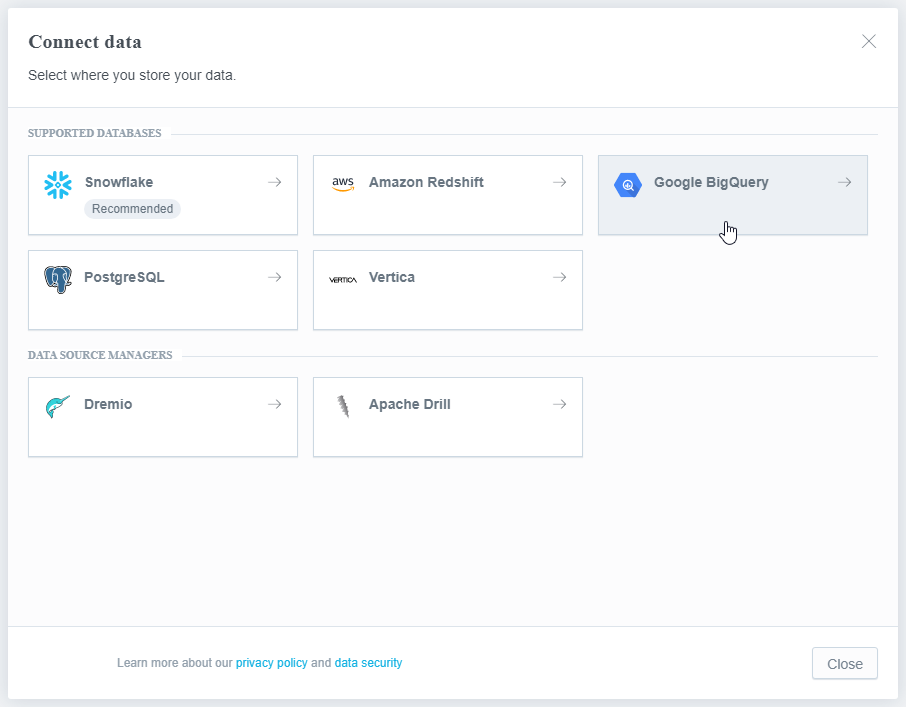 Connect data
Select where you store your data.
SUPPORTED DATABASES
Snowflake
Recommended
aws
Amazon Redshift
Google BigQuery
PostgreSQL
VERTICA
Vertica
DATA SOURCE MANAGERS
Dremio
Apache Drill
Learn more about our privacy policy and data security
Close